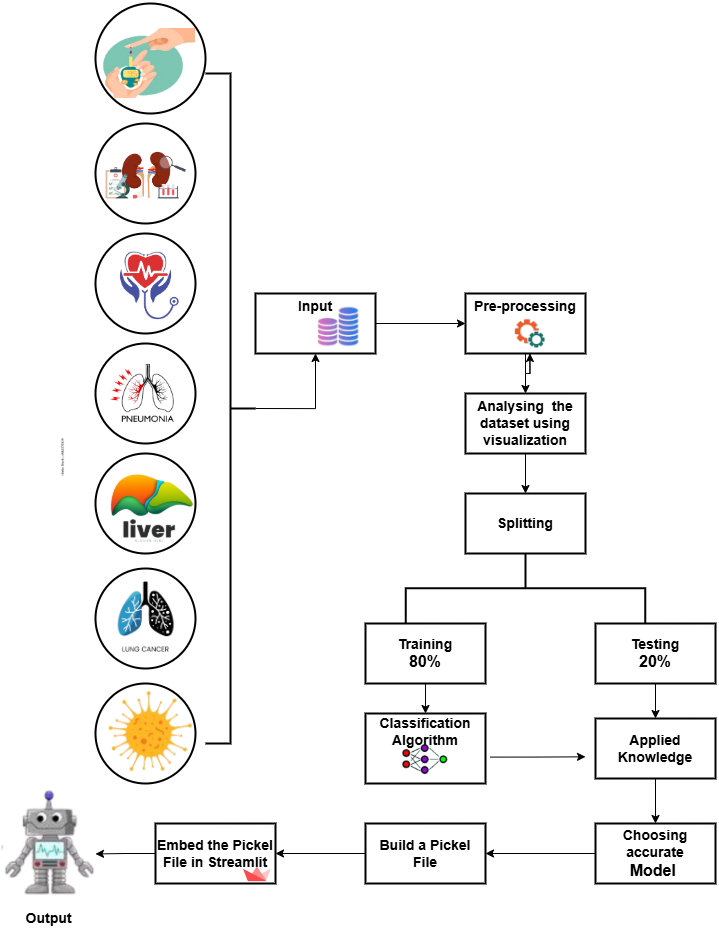 Input
Pre-processing
PNEUMONIA
Analysing the
dataset using
visualization
liver
Splitting
LUNG CANCER
Training
80%
Testing
20%
Classification
Algorithm
Applied
Knowledge
Embed the Pickel
File in Streamlit
Build a Pickel
File
Choosing
accurate
Model
Output